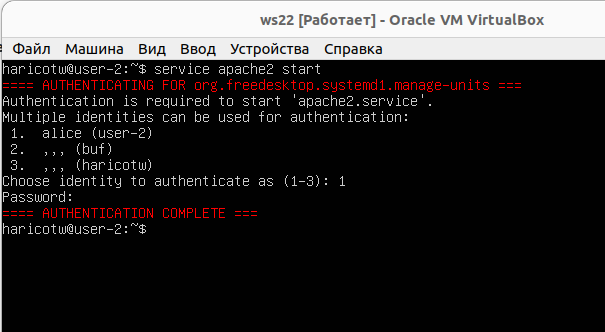 ws22 [Работает] - Oracle VM VirtualBox
Файл Машина Вид Ввод Устройства Справка
haricotw@user-2:~$ service apache2 start
==== AUTHENTICATING FOR org.freedesktop.systemd1.manage-units ===
Authentication is required to start 'apache2.service'.
Multiple identities can be used for authentication:
 1.  alice (user-2)
 2.  ,,, (buf)
 3.  ,,, (haricotw)
Choose identity to authenticate as (1-3): 1
Password:
==== AUTHENTICATION COMPLETE ===
haricotw@user-2:~$